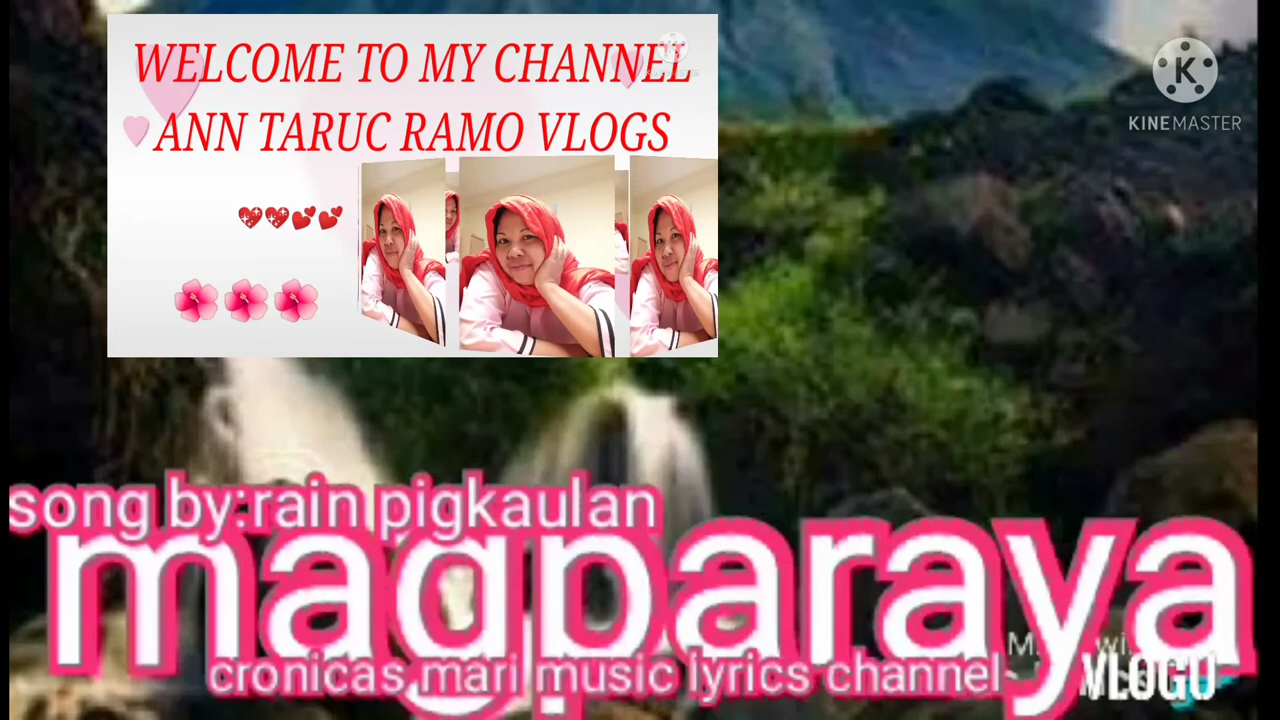 WELCOME TO MY CHANNEL
ANN TARUC RAMO VLOGS
K
KINEMASTER
song by:rain pigkaulan
magparaya
cronicas mari music lyrics channel
VLOGU